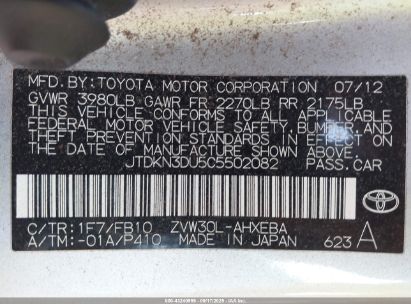 MFD.BY:TOYOTA MOTOR CORPORATION 07/12
GVWR 3980LB GAWR FR 2270LB RR 2175LB
THIS VEHICLE CONFORMS TO ALL APPLICABLE
FEDERAL MOTOR VEHICLE SAFETY, BUMPER, AND
THEFT PREVENTION STANDARDS IN EFFECT ON
THE DATE OF MANUFACTURE SHOWN ABOVE.
JTDKN3DU5C5502082 PASS.CAR
C/TR:1F7/FB10 ZVW30L-AHXEBA
A/TM:-01A/P410 MADE IN JAPAN 623 A
TOYOTA